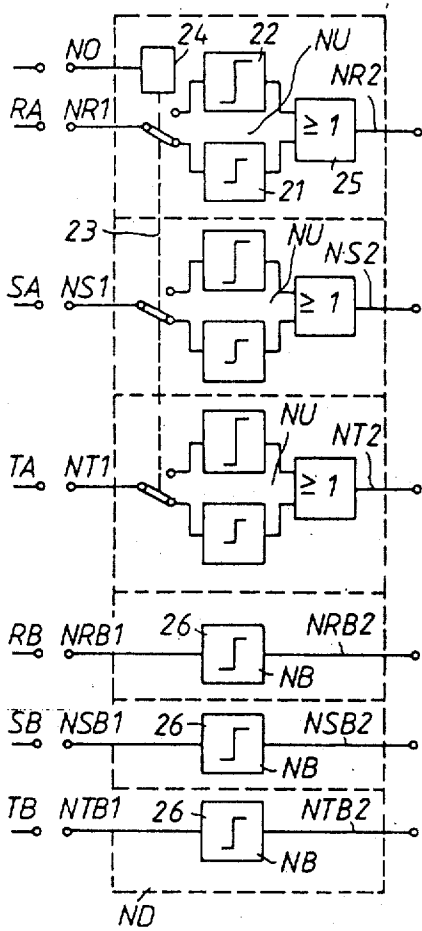 NO 24 22 NU NR2
RA NR1 ≥ 1
21 25
23
NU NS2
SA NS1 ≥ 1
NU NT2
TA NT1 ≥ 1
RB NRB1 26 NRB2
NB
SB NSB1 26 NSB2
NB
TB NTB1 26 NTB2
NB
ND